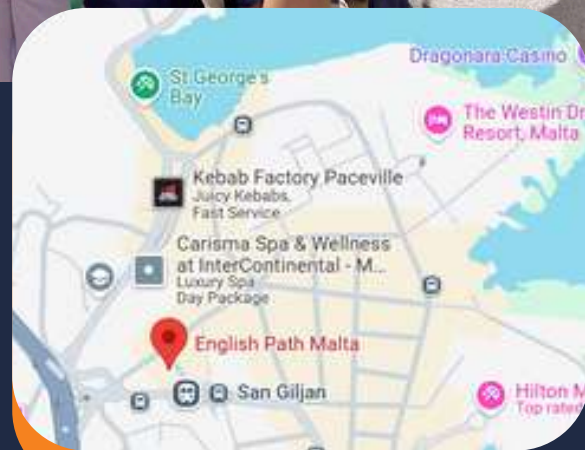 Dragonara Casino
St George's
Bay
The Westin Dr
Resort, Malta
Kebab Factory Paceville
Juicy Kebabs,
Fast Service
Carisma Spa & Wellness
at InterContinental - M...
Luxury Spa
Day Package
English Path Malta
San Giljan
Hilton M
Top rated